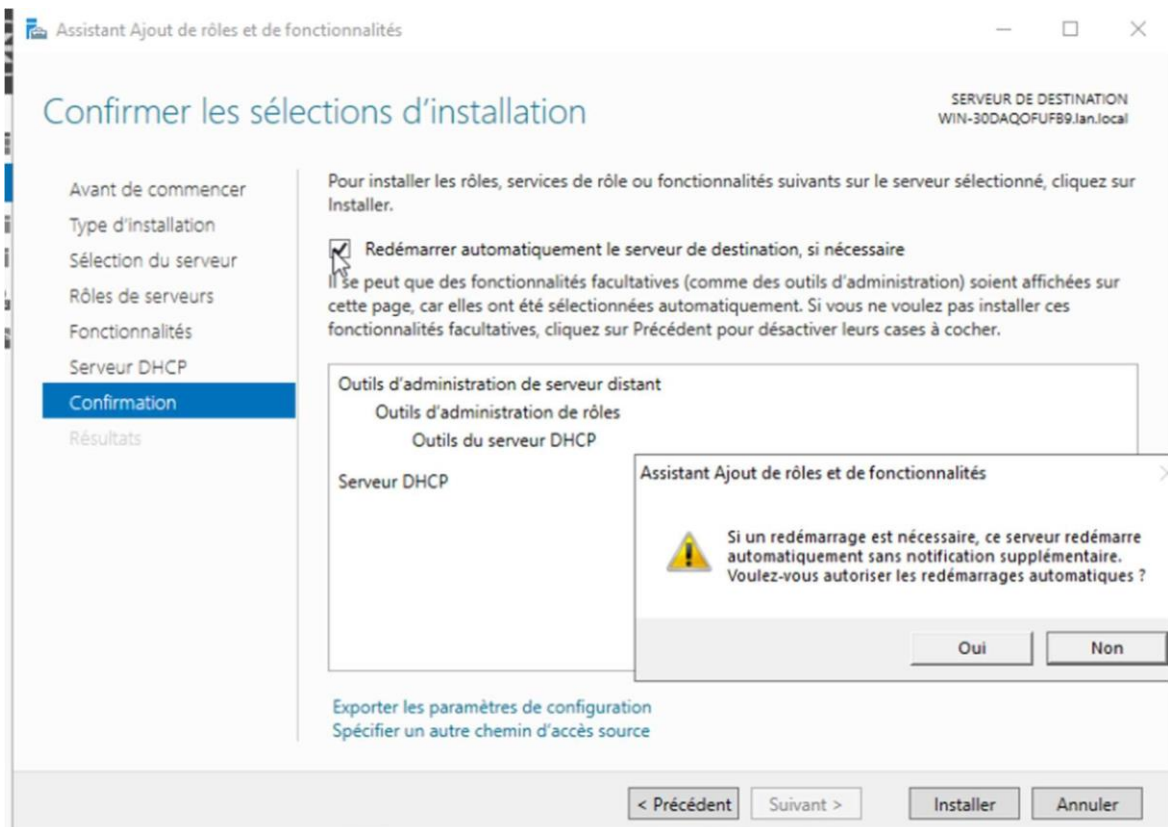 Assistant Ajout de rôles et de fonctionnalités
Confirmer les sélections d'installation
SERVEUR DE DESTINATION
WIN-30DAQOFUFB9.lan.local
Avant de commencer
Type d'installation
Sélection du serveur
Rôles de serveurs
Fonctionnalités
Serveur DHCP
Confirmation
Résultats
Pour installer les rôles, services de rôle ou fonctionnalités suivants sur le serveur sélectionné, cliquez sur
Installer.
Redémarrer automatiquement le serveur de destination, si nécessaire
Il se peut que des fonctionnalités facultatives (comme des outils d'administration) soient affichées sur
cette page, car elles ont été sélectionnées automatiquement. Si vous ne voulez pas installer ces
fonctionnalités facultatives, cliquez sur Précédent pour désactiver leurs cases à cocher.
Outils d'administration de serveur distant
Outils d'administration de rôles
Outils du serveur DHCP
Serveur DHCP
Assistant Ajout de rôles et de fonctionnalités
Si un redémarrage est nécessaire, ce serveur redémarre
automatiquement sans notification supplémentaire.
Voulez-vous autoriser les redémarrages automatiques ?
Oui
Non
Exporter les paramètres de configuration
Spécifier un autre chemin d'accès source
< Précédent
Suivant >
Installer
Annuler